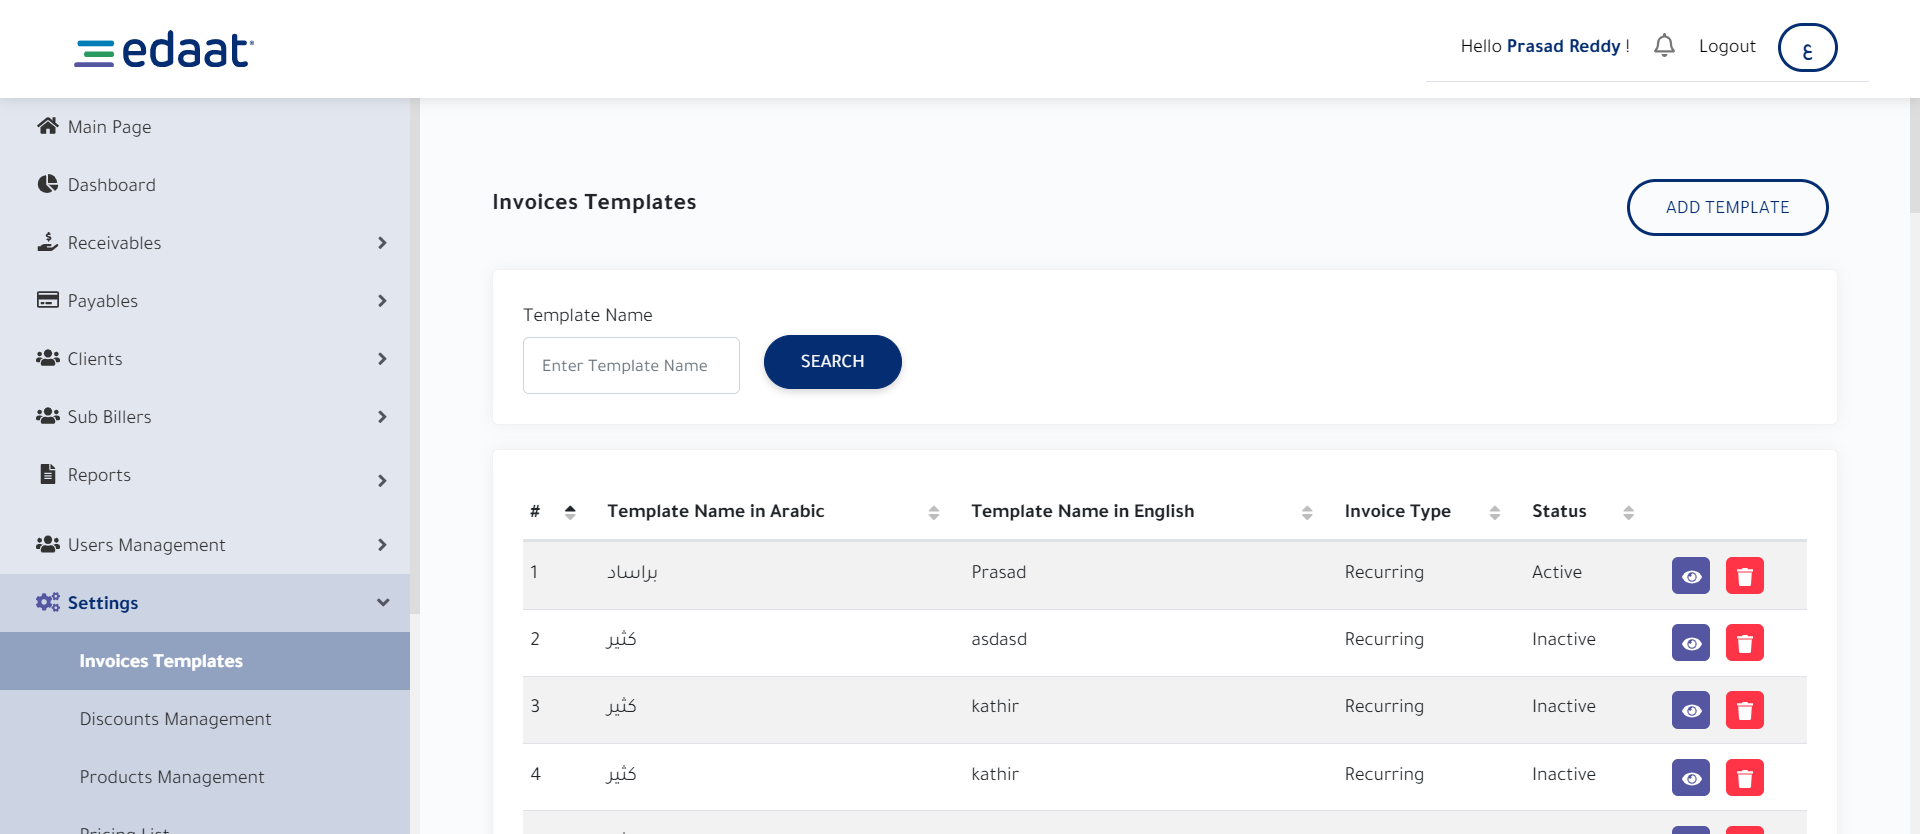 edaat
Hello Prasad Reddy !
Logout
ع
Main Page
Dashboard
Receivables
Payables
Clients
Sub Billers
Reports
Users Management
Settings
Invoices Templates
Discounts Management
Products Management
Pricing List
Invoices Templates
ADD TEMPLATE
Template Name
Enter Template Name
SEARCH
# Template Name in Arabic Template Name in English Invoice Type Status
1 براساد Prasad Recurring Active
2 كثير asdasd Recurring Inactive
3 كثير kathir Recurring Inactive
4 كثير kathir Recurring Inactive